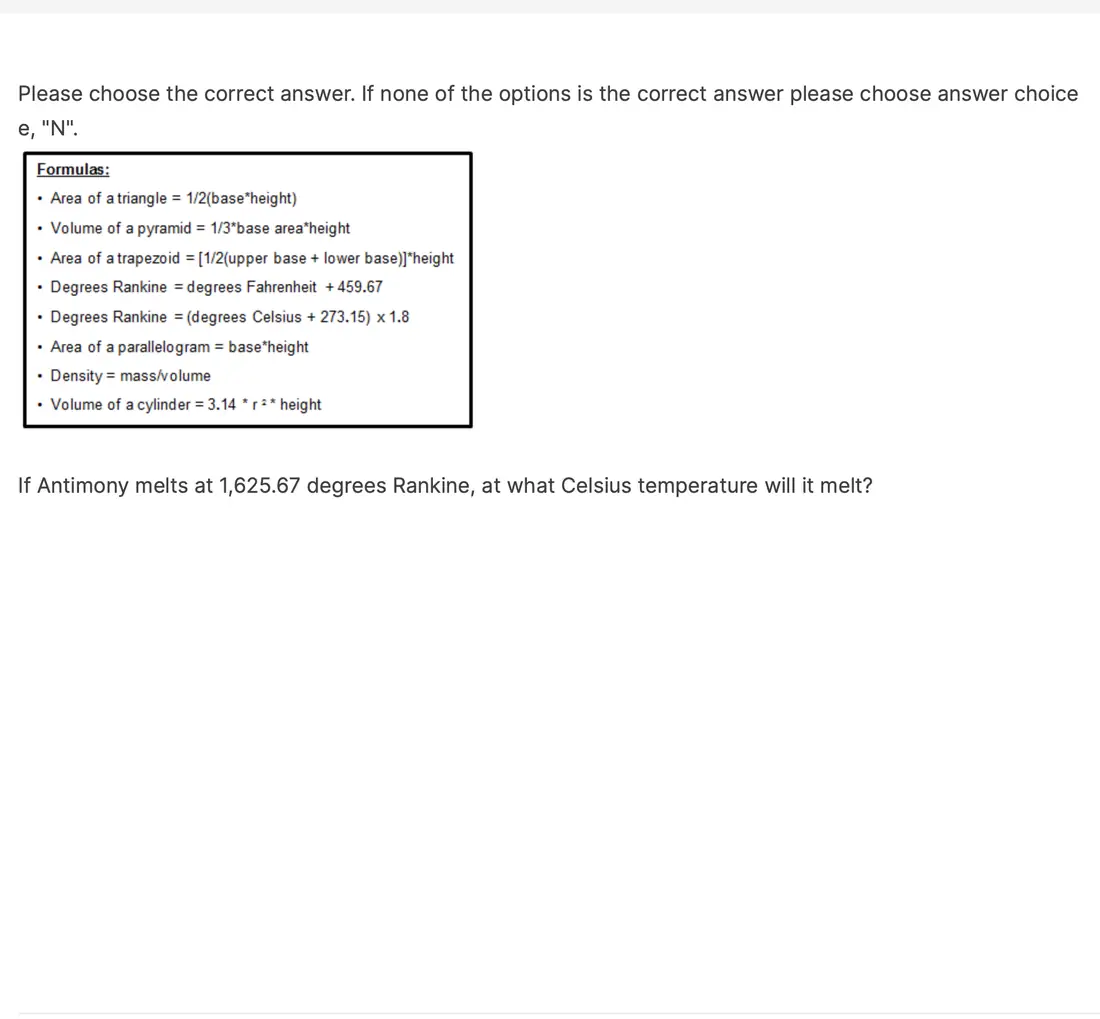 Please choose the correct answer. If none of the options is the correct answer please choose answer choice
e, "N".
Formulas:
• Area of a triangle = 1/2(base*height)
• Volume of a pyramid = 1/3*base area*height
• Area of a trapezoid = [1/2(upper base + lower base)]*height
• Degrees Rankine = degrees Fahrenheit + 459.67
• Degrees Rankine = (degrees Celsius + 273.15) x 1.8
• Area of a parallelogram = base*height
• Density = mass/volume
• Volume of a cylinder = 3.14 * r ² * height
If Antimony melts at 1,625.67 degrees Rankine, at what Celsius temperature will it melt?